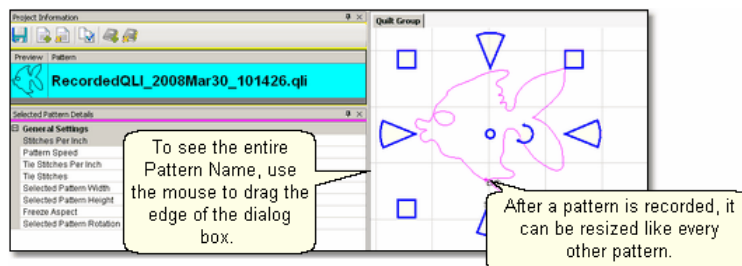 Project Information
Quilt Group
Preview Pattern
RecordedQLI_2008Mar30_101426.qli
Selected Pattern Details
General Settings
Stitches Per Inch
Pattern Speed
Tie Stitches Per Inch
Tie Stitches
Selected Pattern Width
Selected Pattern Height
Freeze Aspect
Selected Pattern Rotation
To see the entire
Pattern Name, use
the mouse to drag the
edge of the dialog
box.
After a pattern is recorded, it
can be resized like every
other pattern.